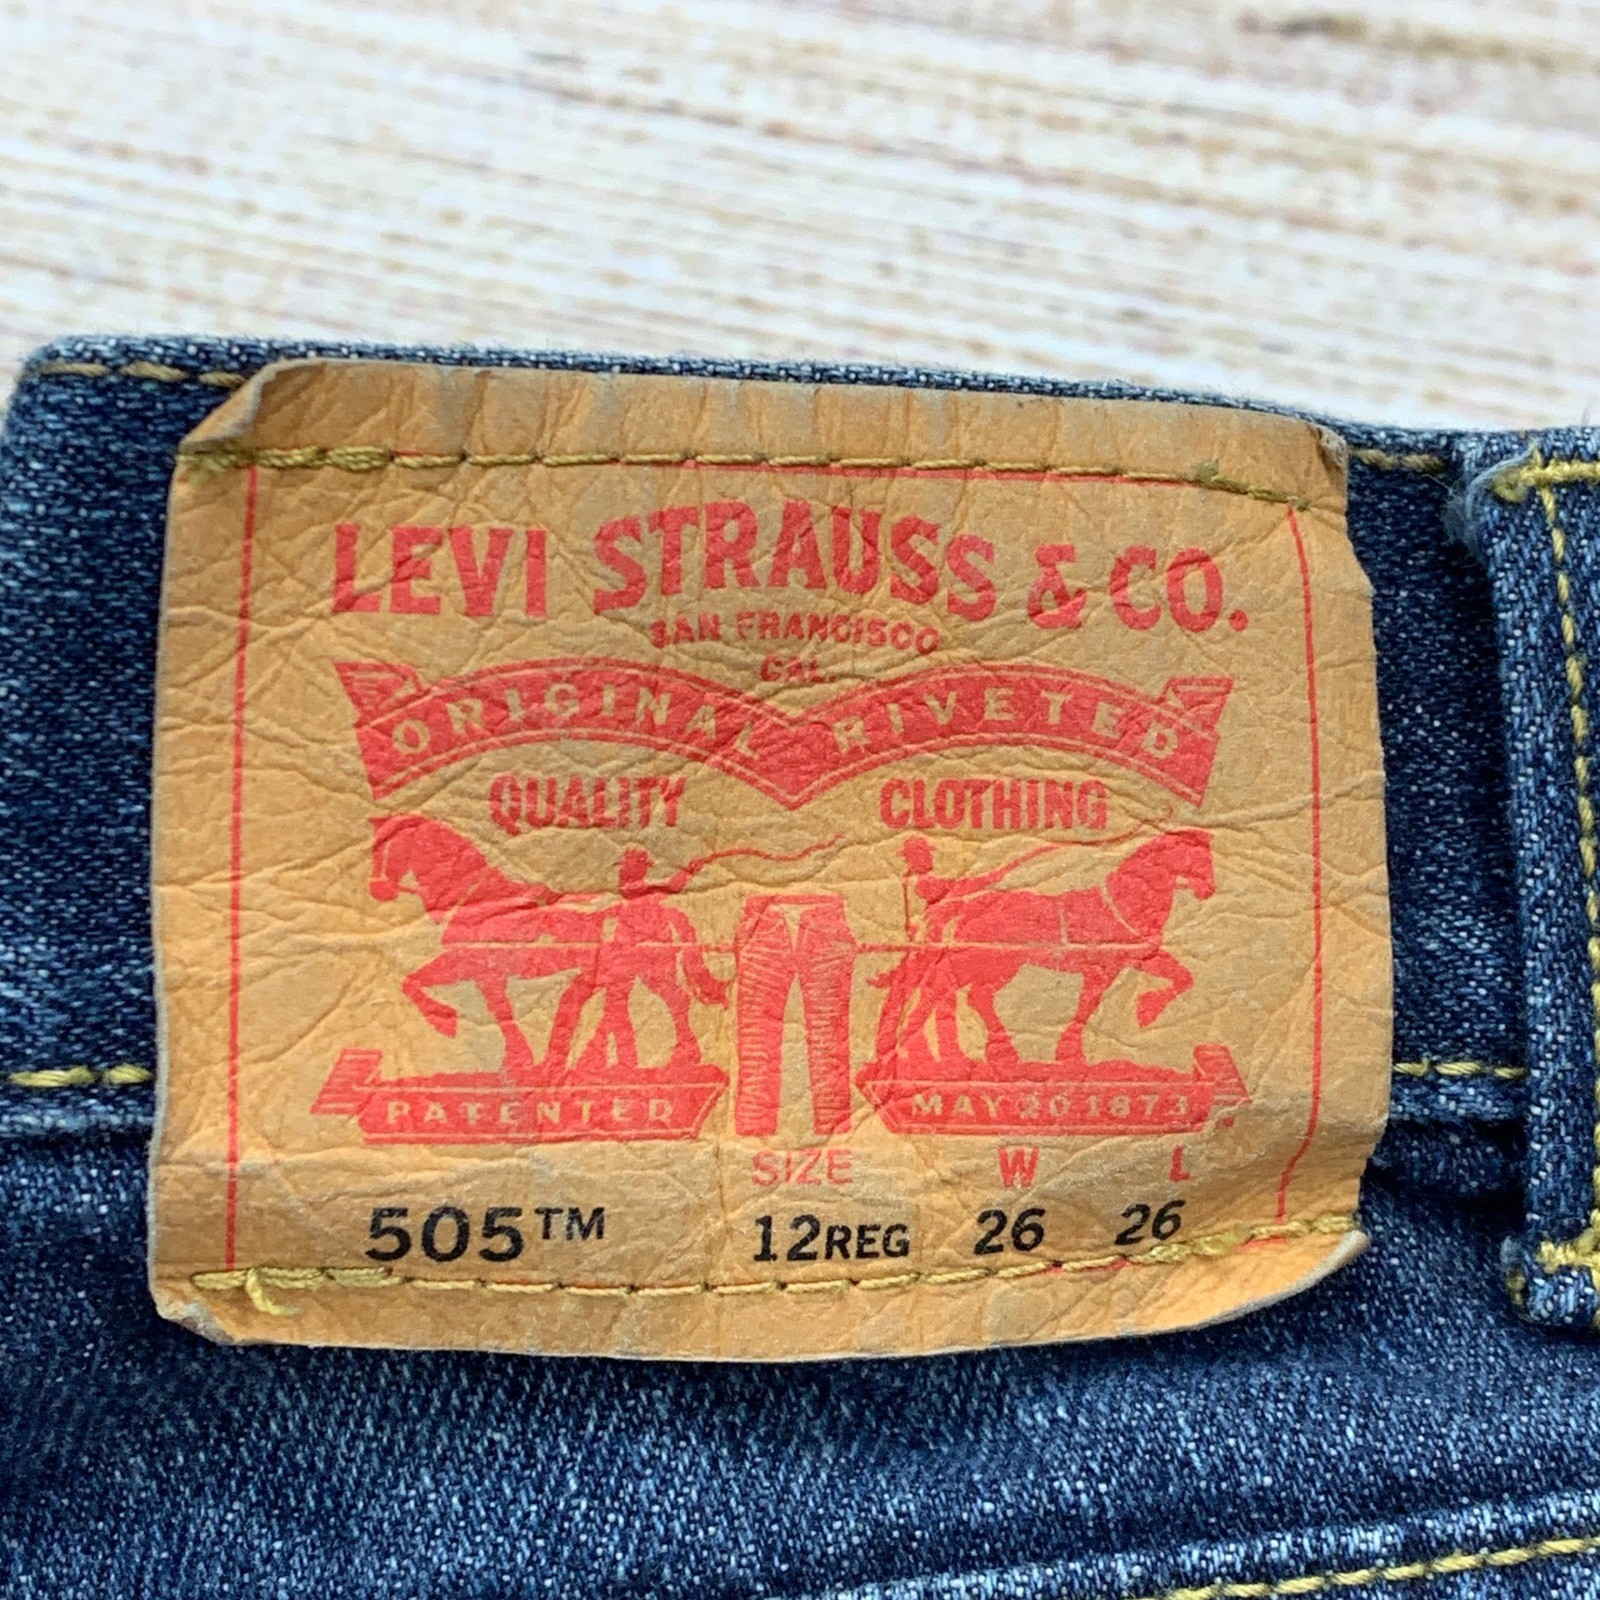 LEVI STRAUSS & CO.
SAN FRANCISCO
CAL.
ORIGINAL RIVETED
QUALITY CLOTHING
PATENTED MAY 20 1873
SIZE W L
505™ 12REG 26 26